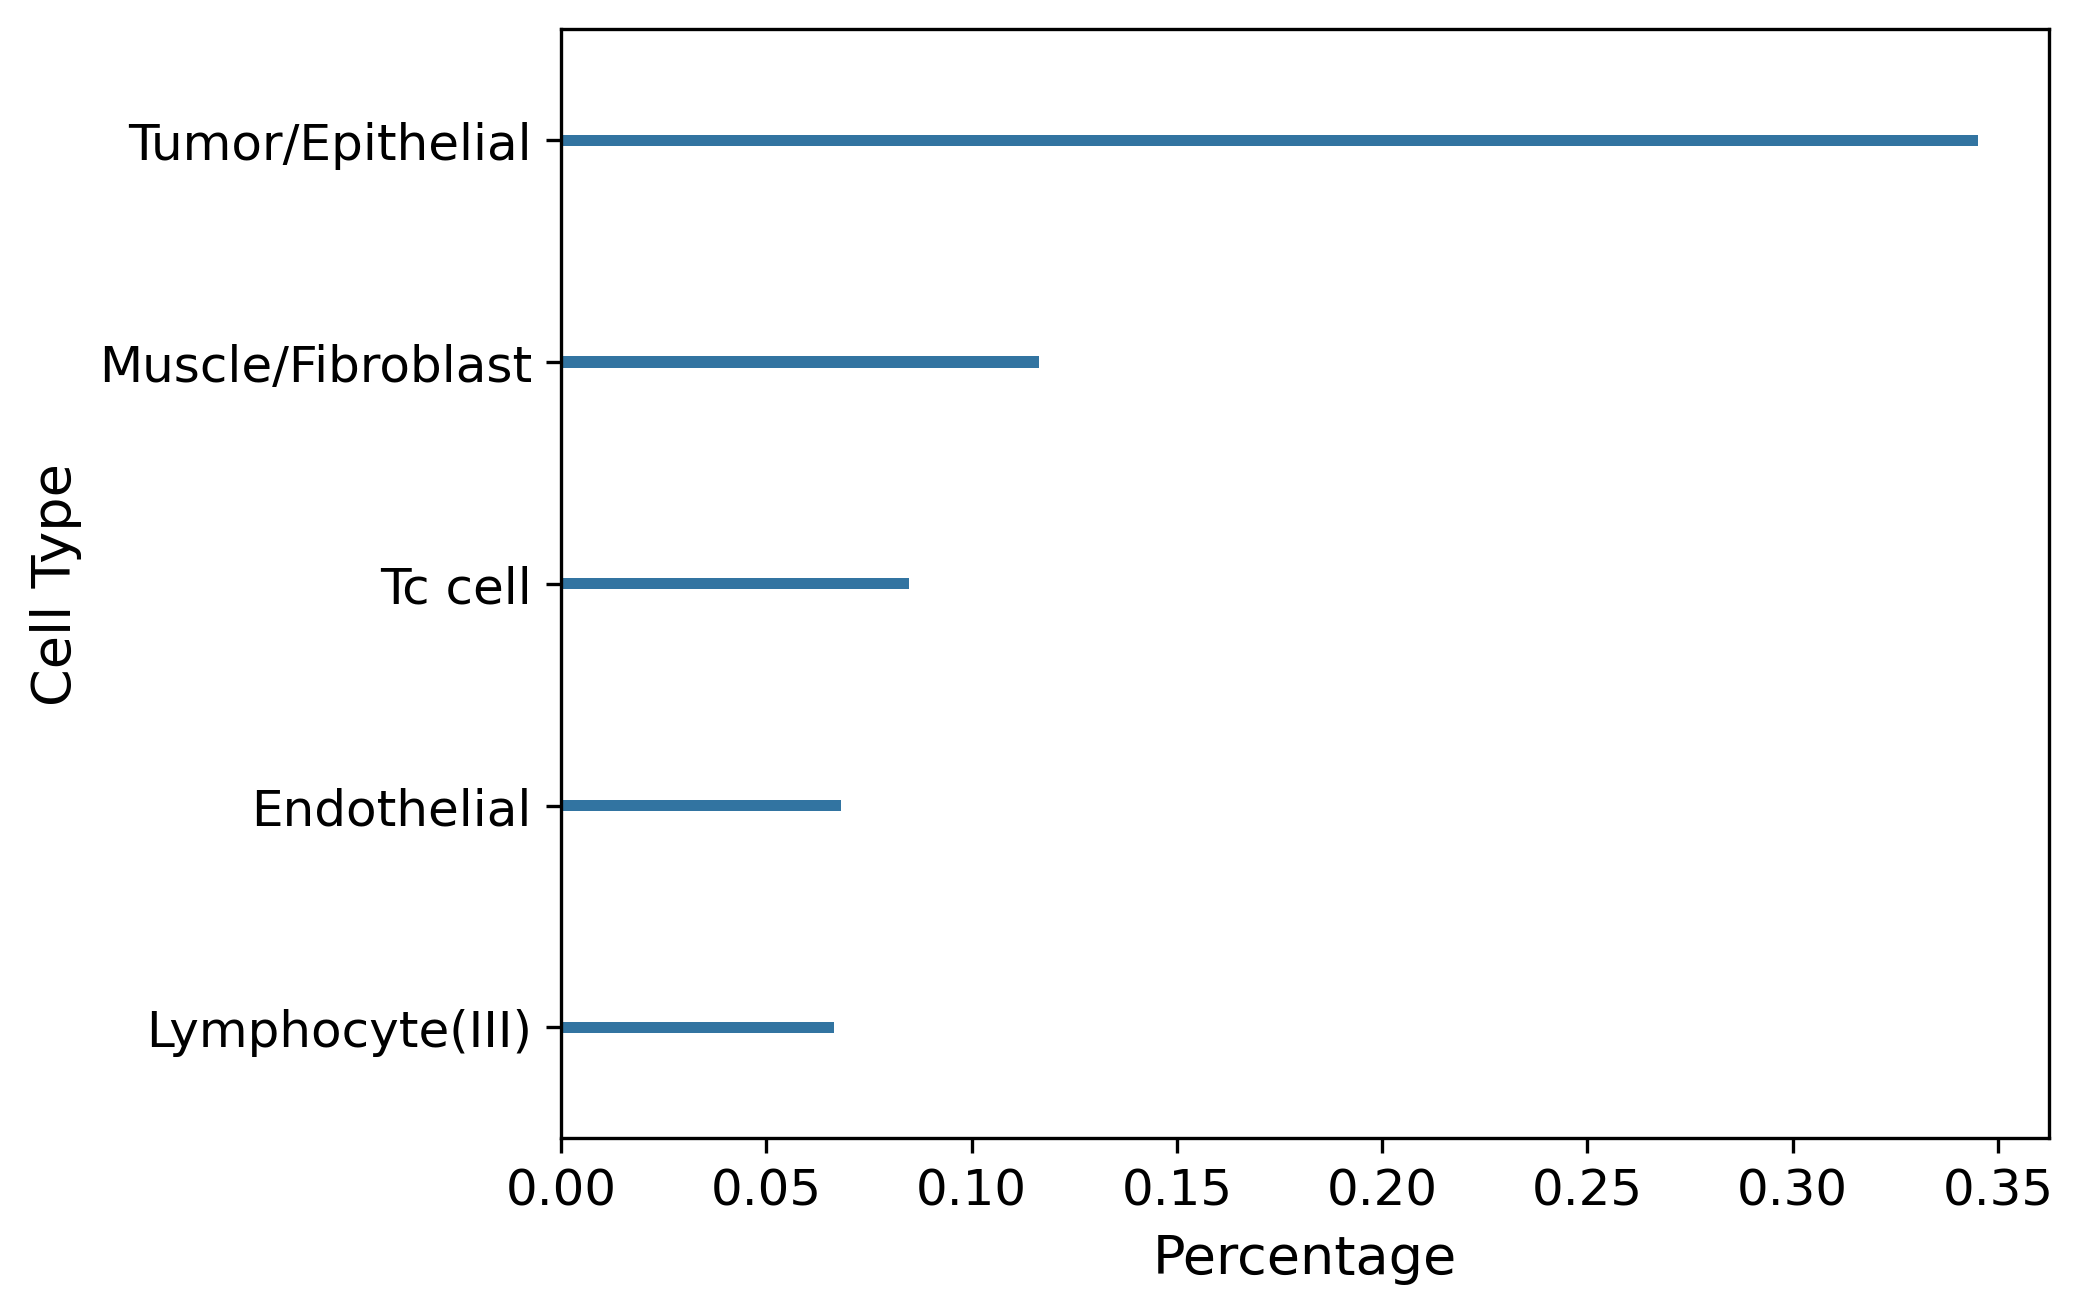 Tumor/Epithelial
Muscle/Fibroblast
Tc cell
Endothelial
Lymphocyte(III)
Cell Type
0.00 0.05 0.10 0.15 0.20 0.25 0.30 0.35
Percentage